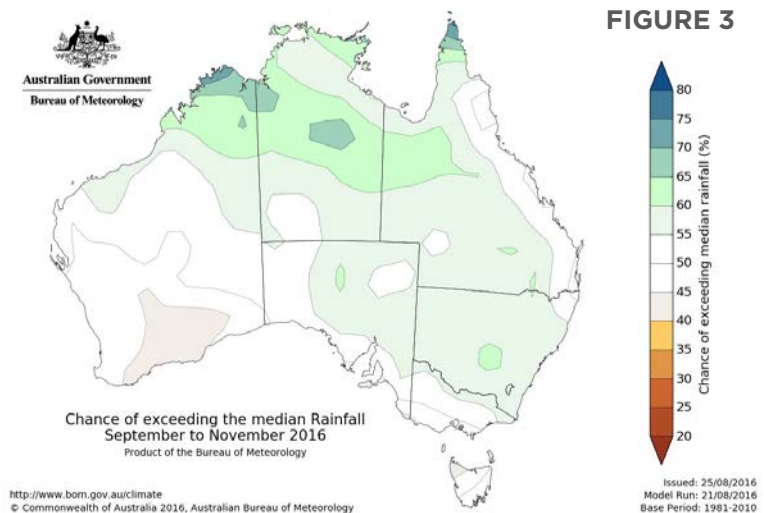 FIGURE 3
Australian Government
Bureau of Meteorology
80
75
70
65
60
55
50
45
40
35
30
25
20
Chance of exceeding median rainfall (%)
Chance of exceeding the median Rainfall
September to November 2016
Product of the Bureau of Meteorology
http://www.bom.gov.au/climate
© Commonwealth of Australia 2016, Australian Bureau of Meteorology
Issued: 25/08/2016
Model Run: 21/08/2016
Base Period: 1981-2010